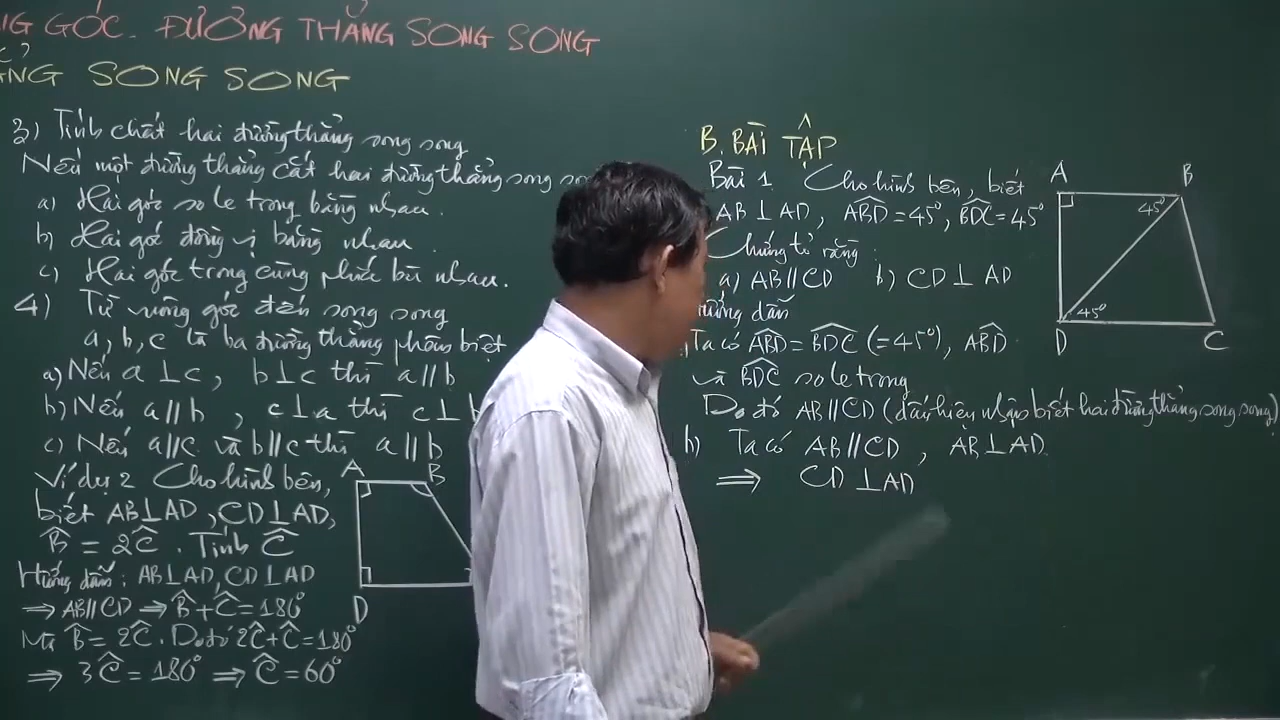 GÓC. ĐƯỜNG THẲNG SONG SONG
SONG SONG
3) Tính chất hai đường thẳng song song
Nếu một đường thẳng cắt hai đường thẳng song
a) Hai góc so le trong bằng nhau.
b) Hai góc đồng vị bằng nhau.
c) Hai góc trong cùng phía bù nhau.
4) Từ vuông góc đến song song
a, b, c là ba đường thẳng phân biệt
a) Nếu a ⊥ c, b ⊥ c thì a // b
b) Nếu a // b, c ⊥ a thì c ⊥ b
c) Nếu a // c và b // c thì a // b
Ví dụ 2 Cho hình bên,
biết AB ⊥ AD, CD ⊥ AD,
B̂ = 2Ĉ. Tính Ĉ
Hướng dẫn: AB ⊥ AD, CD ⊥ AD
⇒ AB // CD ⇒ B̂ + Ĉ = 180°
Mà B̂ = 2Ĉ. Do đó 2Ĉ + Ĉ = 180°
⇒ 3Ĉ = 180° ⇒ Ĉ = 60°
A B
D
B. BÀI TẬP
Bài 1. Cho hình bên, biết
AB ⊥ AD, ABD̂ = 45°, BDĈ = 45°
Chứng tỏ rằng:
a) AB // CD b) CD ⊥ AD
Hướng dẫn
Ta có ABD̂ = BDĈ (= 45°), ABD̂
và BDĈ so le trong
Do đó AB // CD (dấu hiệu nhận biết hai đường thẳng song song)
b) Ta có AB // CD, AB ⊥ AD.
⇒ CD ⊥ AD
A B
45°
45°
D C